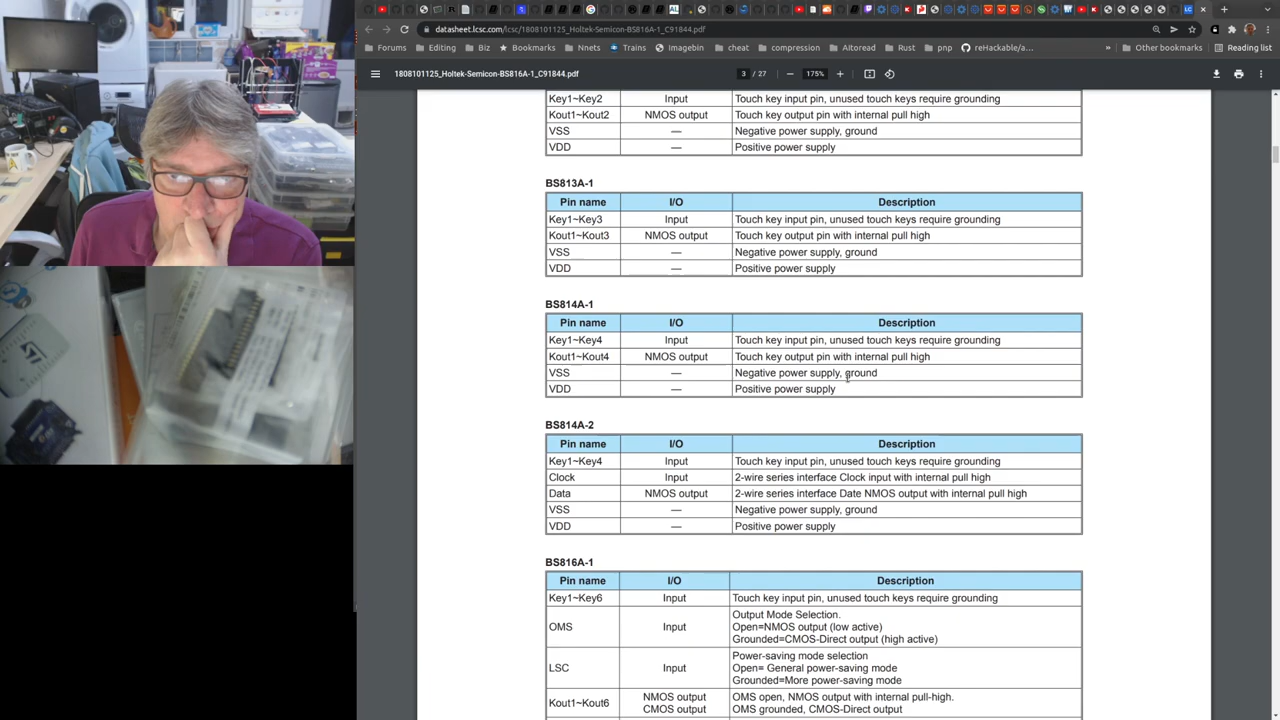 datasheet.lcsc.com/lcsc/1808101125_Holtek-Semicon-BS816A-1_C91844.pdf
Forums Editing Biz Bookmarks Nnets Trains imagebin cheat compression AItoread Rust pnp reHackable/a... » Other bookmarks Reading list
1808101125_Holtek-Semicon-BS816A-1_C91844.pdf 3 / 27 175%
Key1~Key2 Input Touch key input pin, unused touch keys require grounding
Kout1~Kout2 NMOS output Touch key output pin with internal pull high
VSS — Negative power supply, ground
VDD — Positive power supply
BS813A-1
Pin name I/O Description
Key1~Key3 Input Touch key input pin, unused touch keys require grounding
Kout1~Kout3 NMOS output Touch key output pin with internal pull high
VSS — Negative power supply, ground
VDD — Positive power supply
BS814A-1
Pin name I/O Description
Key1~Key4 Input Touch key input pin, unused touch keys require grounding
Kout1~Kout4 NMOS output Touch key output pin with internal pull high
VSS — Negative power supply, ground
VDD — Positive power supply
BS814A-2
Pin name I/O Description
Key1~Key4 Input Touch key input pin, unused touch keys require grounding
Clock Input 2-wire series interface Clock input with internal pull high
Data NMOS output 2-wire series interface Date NMOS output with internal pull high
VSS — Negative power supply, ground
VDD — Positive power supply
BS816A-1
Pin name I/O Description
Key1~Key6 Input Touch key input pin, unused touch keys require grounding
Output Mode Selection.
OMS Input Open=NMOS output (low active)
Grounded=CMOS-Direct output (high active)
Power-saving mode selection
LSC Input Open= General power-saving mode
Grounded=More power-saving mode
Kout1~Kout6 NMOS output OMS open, NMOS output with internal pull-high.
CMOS output OMS grounded, CMOS-Direct output